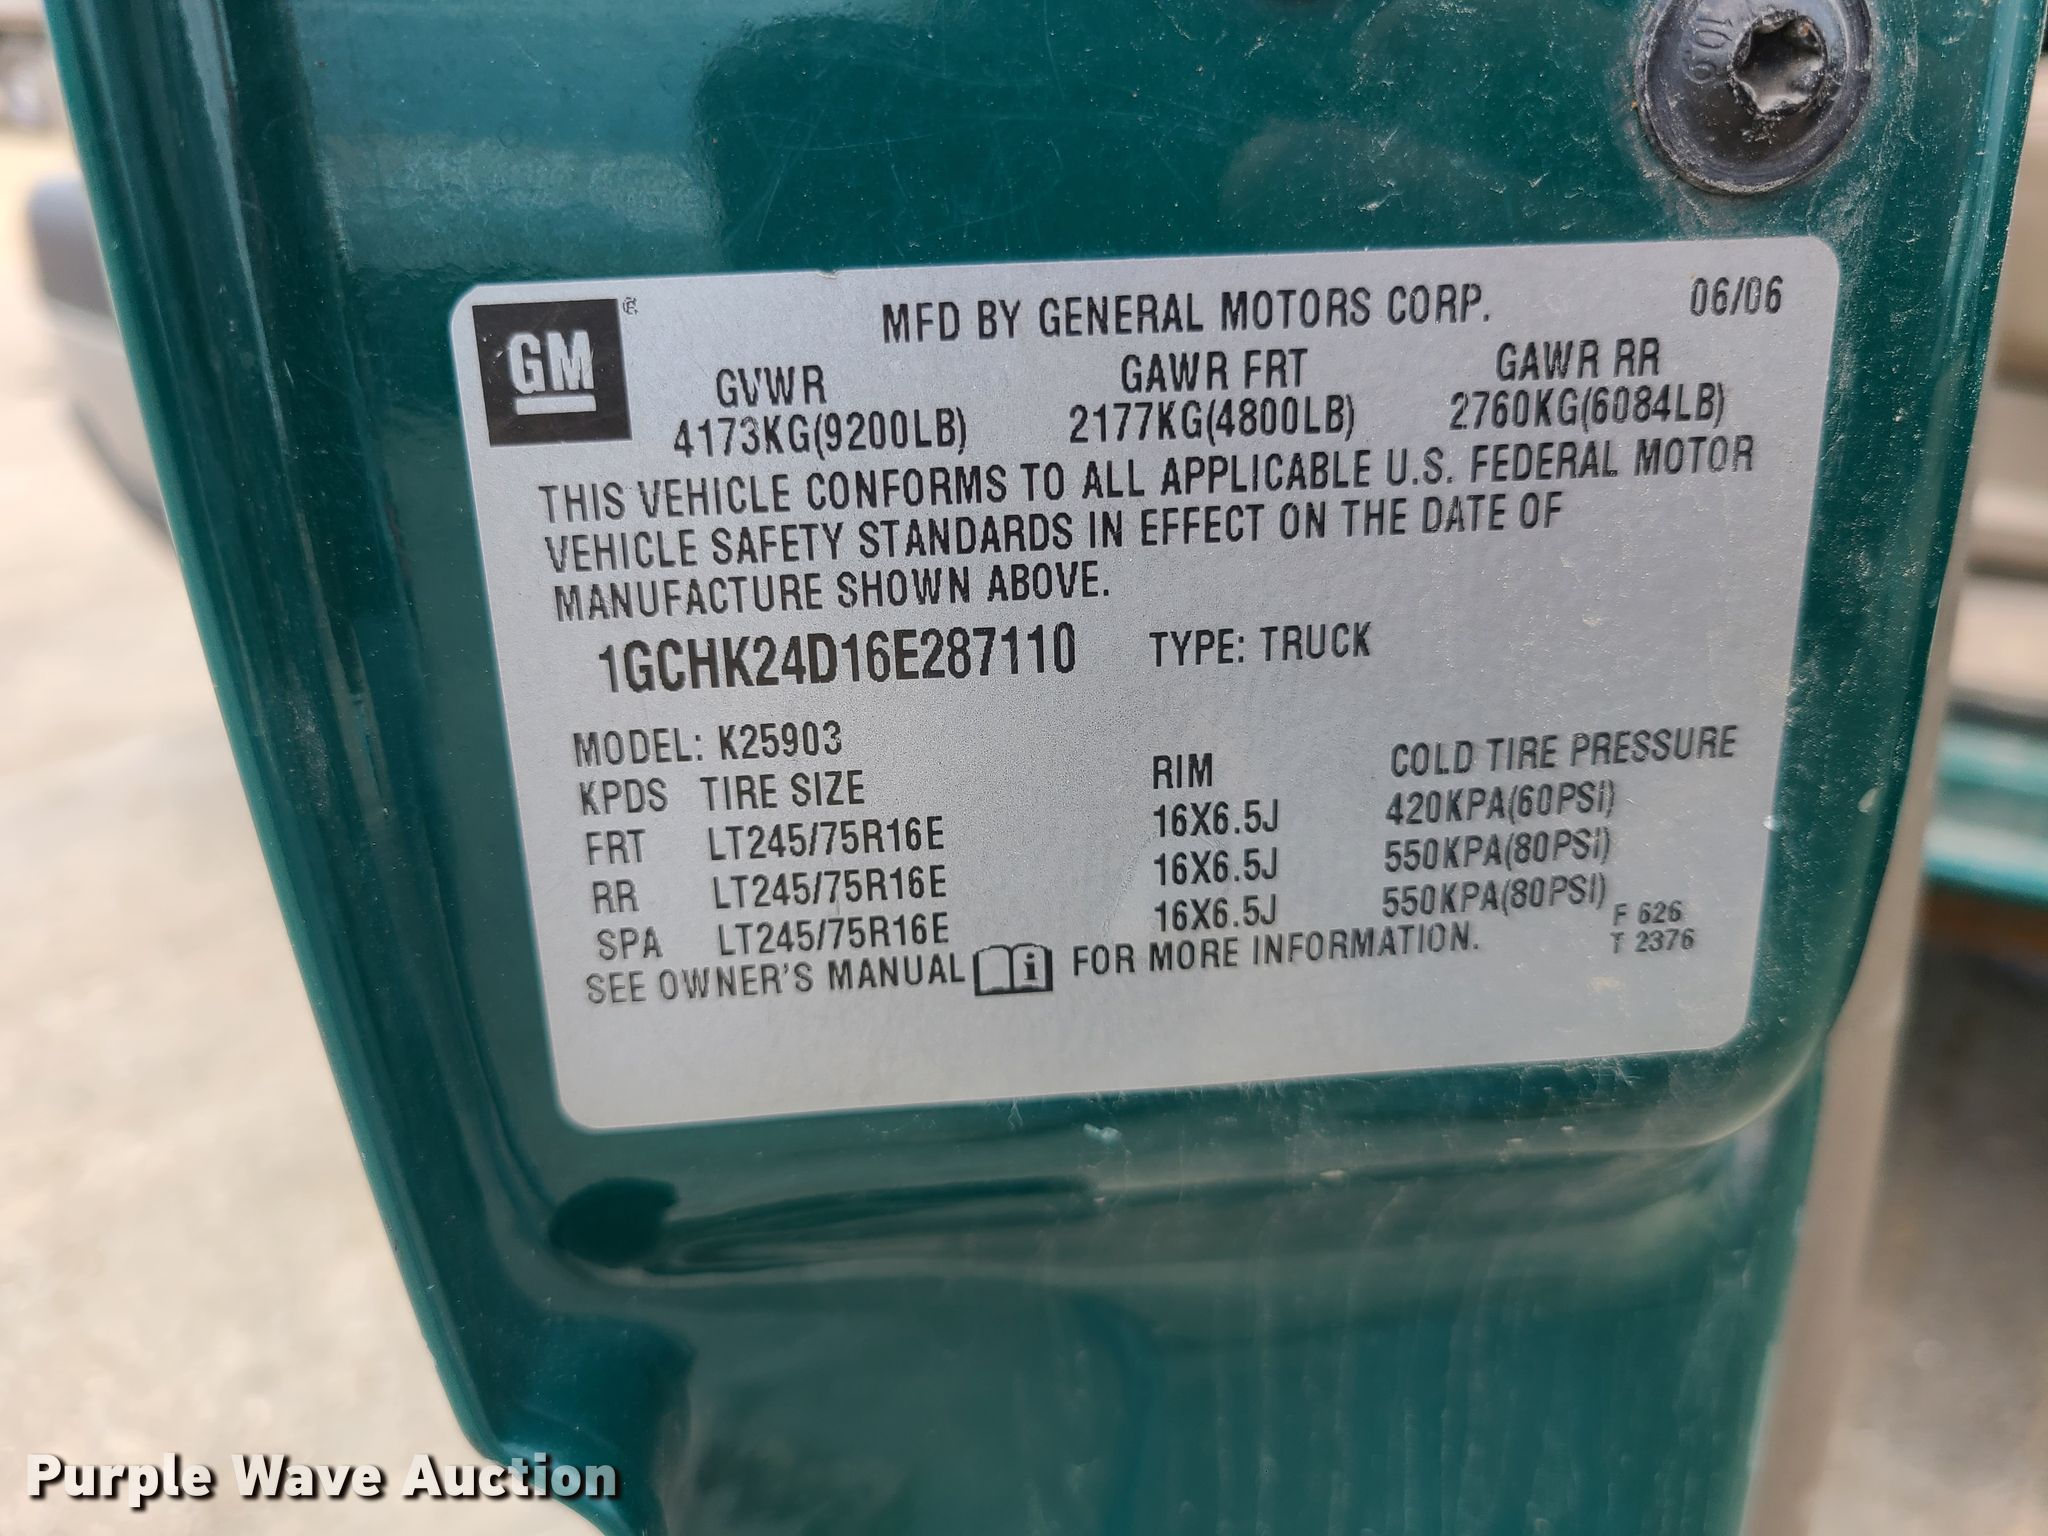 10.9
GM
MFD BY GENERAL MOTORS CORP. 06/06
GVWR GAWR FRT GAWR RR
4173KG(9200LB) 2177KG(4800LB) 2760KG(6084LB)
THIS VEHICLE CONFORMS TO ALL APPLICABLE U.S. FEDERAL MOTOR
VEHICLE SAFETY STANDARDS IN EFFECT ON THE DATE OF
MANUFACTURE SHOWN ABOVE.
1GCHK24D16E287110 TYPE: TRUCK
MODEL: K25903
KPDS TIRE SIZE RIM COLD TIRE PRESSURE
FRT LT245/75R16E 16X6.5J 420KPA(60PSI)
RR LT245/75R16E 16X6.5J 550KPA(80PSI)
SPA LT245/75R16E 16X6.5J 550KPA(80PSI) F 626
SEE OWNER'S MANUAL i FOR MORE INFORMATION. T 2376
Purple Wave Auction